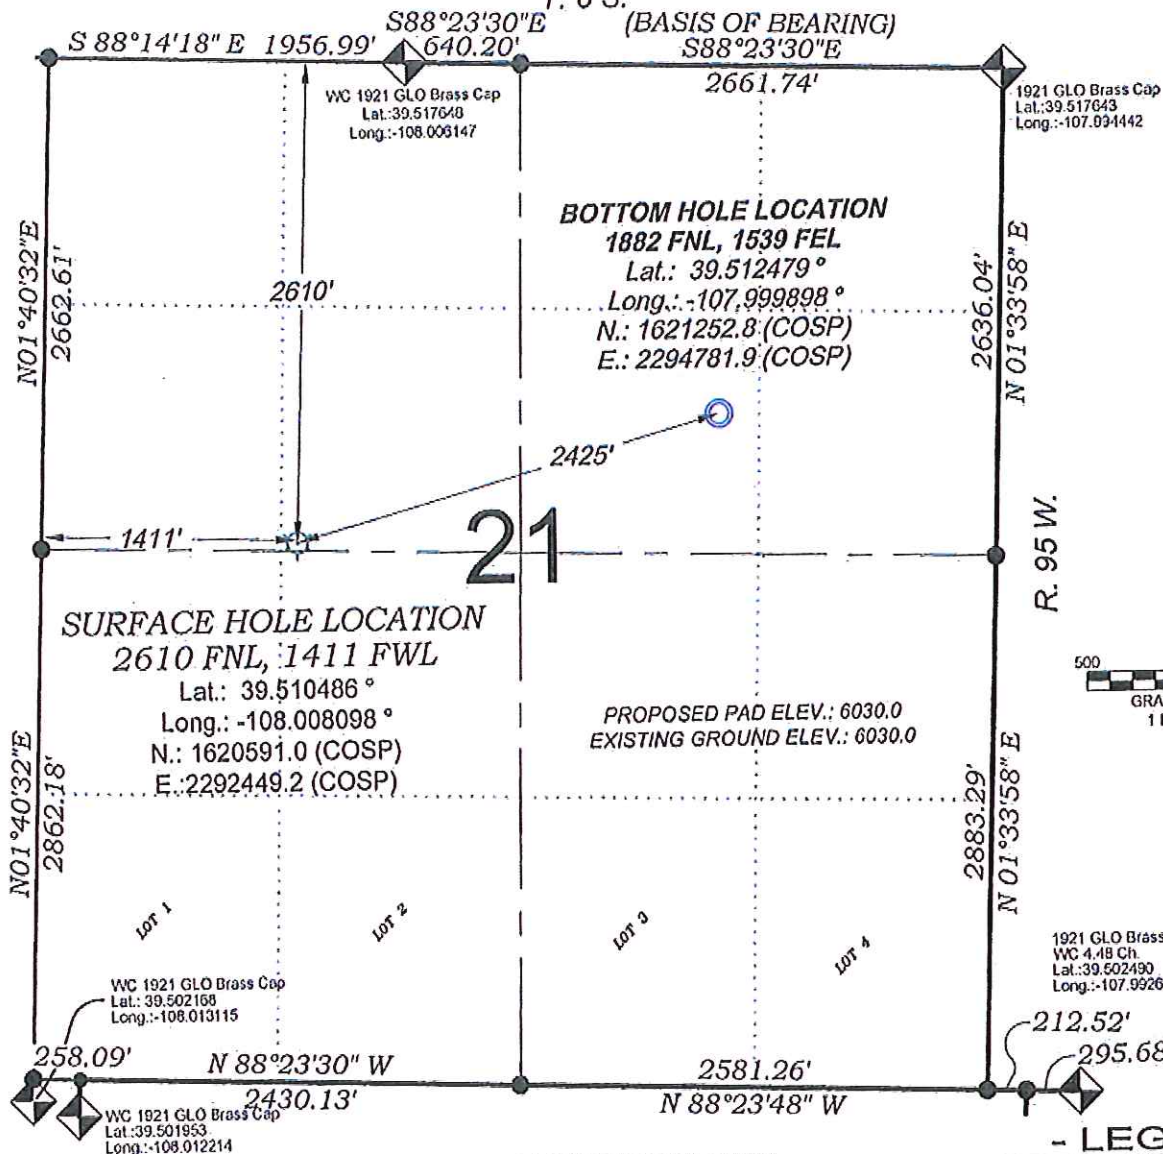 S88°23'30"E
(BASIS OF BEARING)
S 88°14'18" E 1956.99'
640.20'
S88°23'30"E
2661.74'
WC 1921 GLO Brass Cap
Lat.:39.517648
Long.:-108.006147
1921 GLO Brass Cap
Lat.:39.517643
Long.:-107.994442
BOTTOM HOLE LOCATION
1882 FNL, 1539 FEL
Lat.: 39.512479 °
Long.: -107.999898 °
N.: 1621252.8 (COSP)
E.: 2294781.9 (COSP)
N01°40'32"E
2662.61'
2610'
2636.04'
N 01°33'58" E
2425'
1411'
21
R. 95 W.
SURFACE HOLE LOCATION
2610 FNL, 1411 FWL
Lat.: 39.510486 °
Long.: -108.008098 °
N.: 1620591.0 (COSP)
E.:2292449.2 (COSP)
PROPOSED PAD ELEV.: 6030.0
EXISTING GROUND ELEV.: 6030.0
500
GRA
1 
N01°40'32"E
2862.18'
2883.29'
N 01°33'58" E
LOT 1
LOT 2
LOT 3
LOT 4
WC 1921 GLO Brass Cap
Lat.: 39.502168
Long.:-108.013115
1921 GLO Brass
WC 4.48 Ch.
Lat.:39.502490
Long.:-107.9926
258.09'
N 88°23'30" W
2430.13'
2581.26'
N 88°23'48" W
212.52'
295.68
WC 1921 GLO Brass Cap
Lat.:39.501953
Long.:-108.012214
- LEG